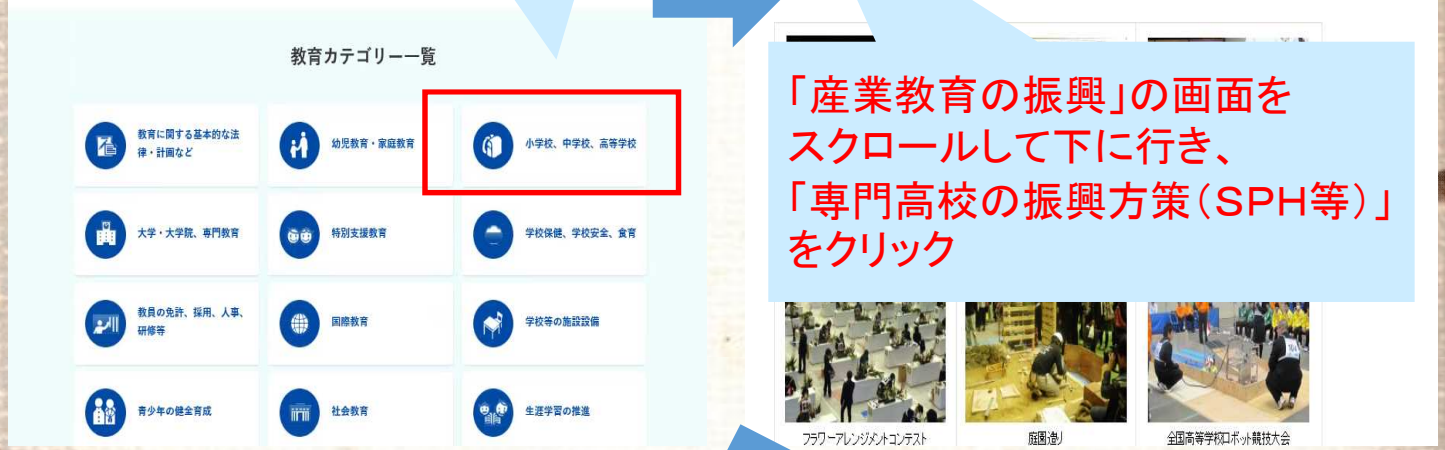 教育カテゴリー一覧
教育に関する基本的な法
律・計画など
幼児教育・家庭教育
小学校、中学校、高等学校
大学・大学院、専門教育
特別支援教育
学校保健、学校安全、食育
教員の免許、採用、人事、
研修等
国際教育
学校等の施設設備
青少年の健全育成
社会教育
生涯学習の推進
「産業教育の振興」の画面を
スクロールして下に行き、
「専門高校の振興方策（ＳＰＨ等）」
をクリック
フラワーアレンジメントコンテスト
庭園造り
全国高等学校ロボット競技大会